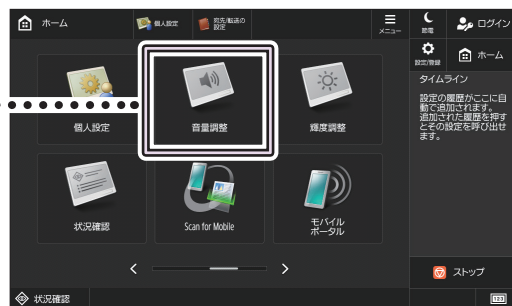 ホーム
個人設定
宛先/転送の
設定
メニュー
節電
ログイン
設定/登録
ホーム
タイムライン
設定の履歴がここに自
動で追加されます。
追加された履歴を押す
とその設定を呼び出せ
ます。
個人設定
音量調整
輝度調整
状況確認
Scan for Mobile
モバイル
ポータル
ストップ
状況確認
123